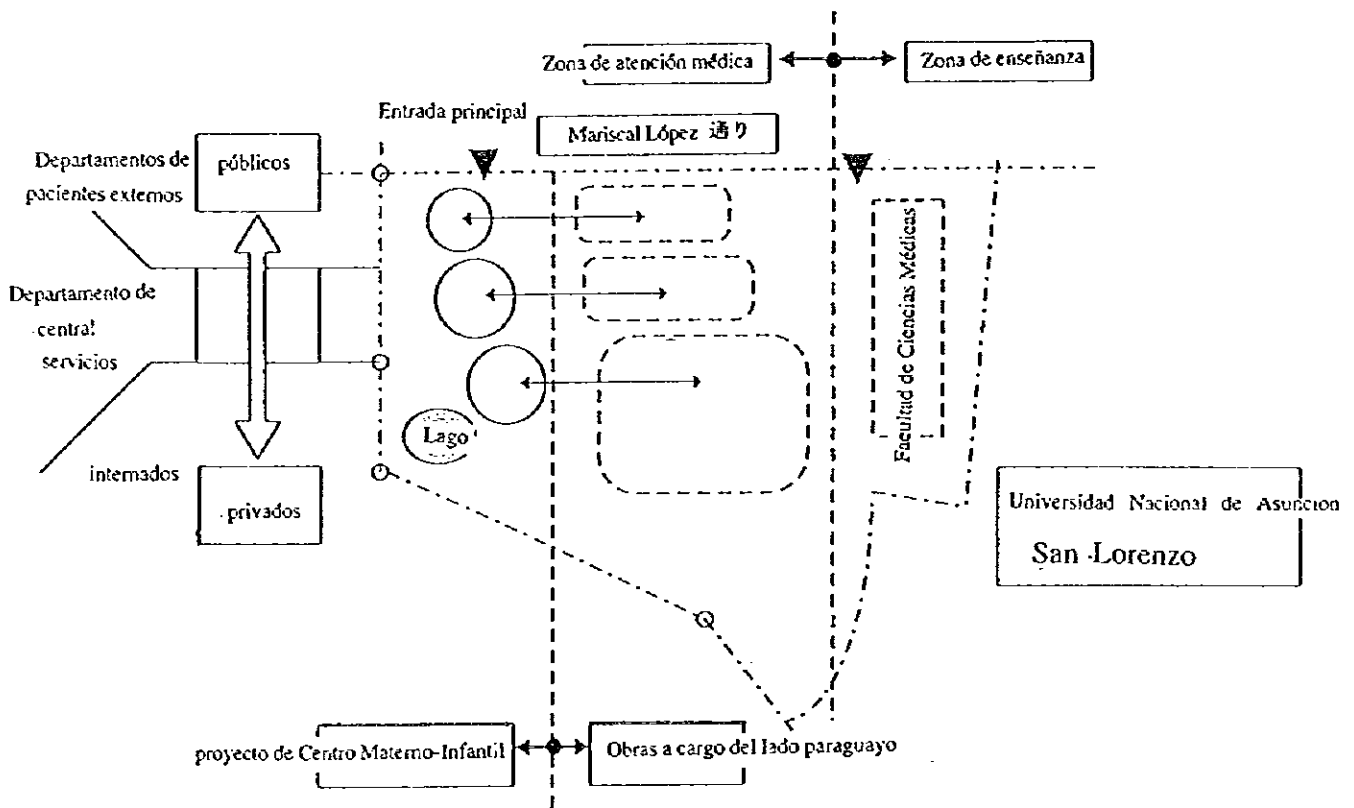 Zona de atención médica
Zona de enseñanza
Entrada principal
Mariscal López 通り
Departamentos de
pacientes externos
públicos
Departamento de
central
servicios
internados
privados
Lago
Facultad de Ciencias Médicas
Universidad Nacional de Asuncion
San Lorenzo
proyecto de Centro Materno-Infantil
Obras a cargo del lado paraguayo